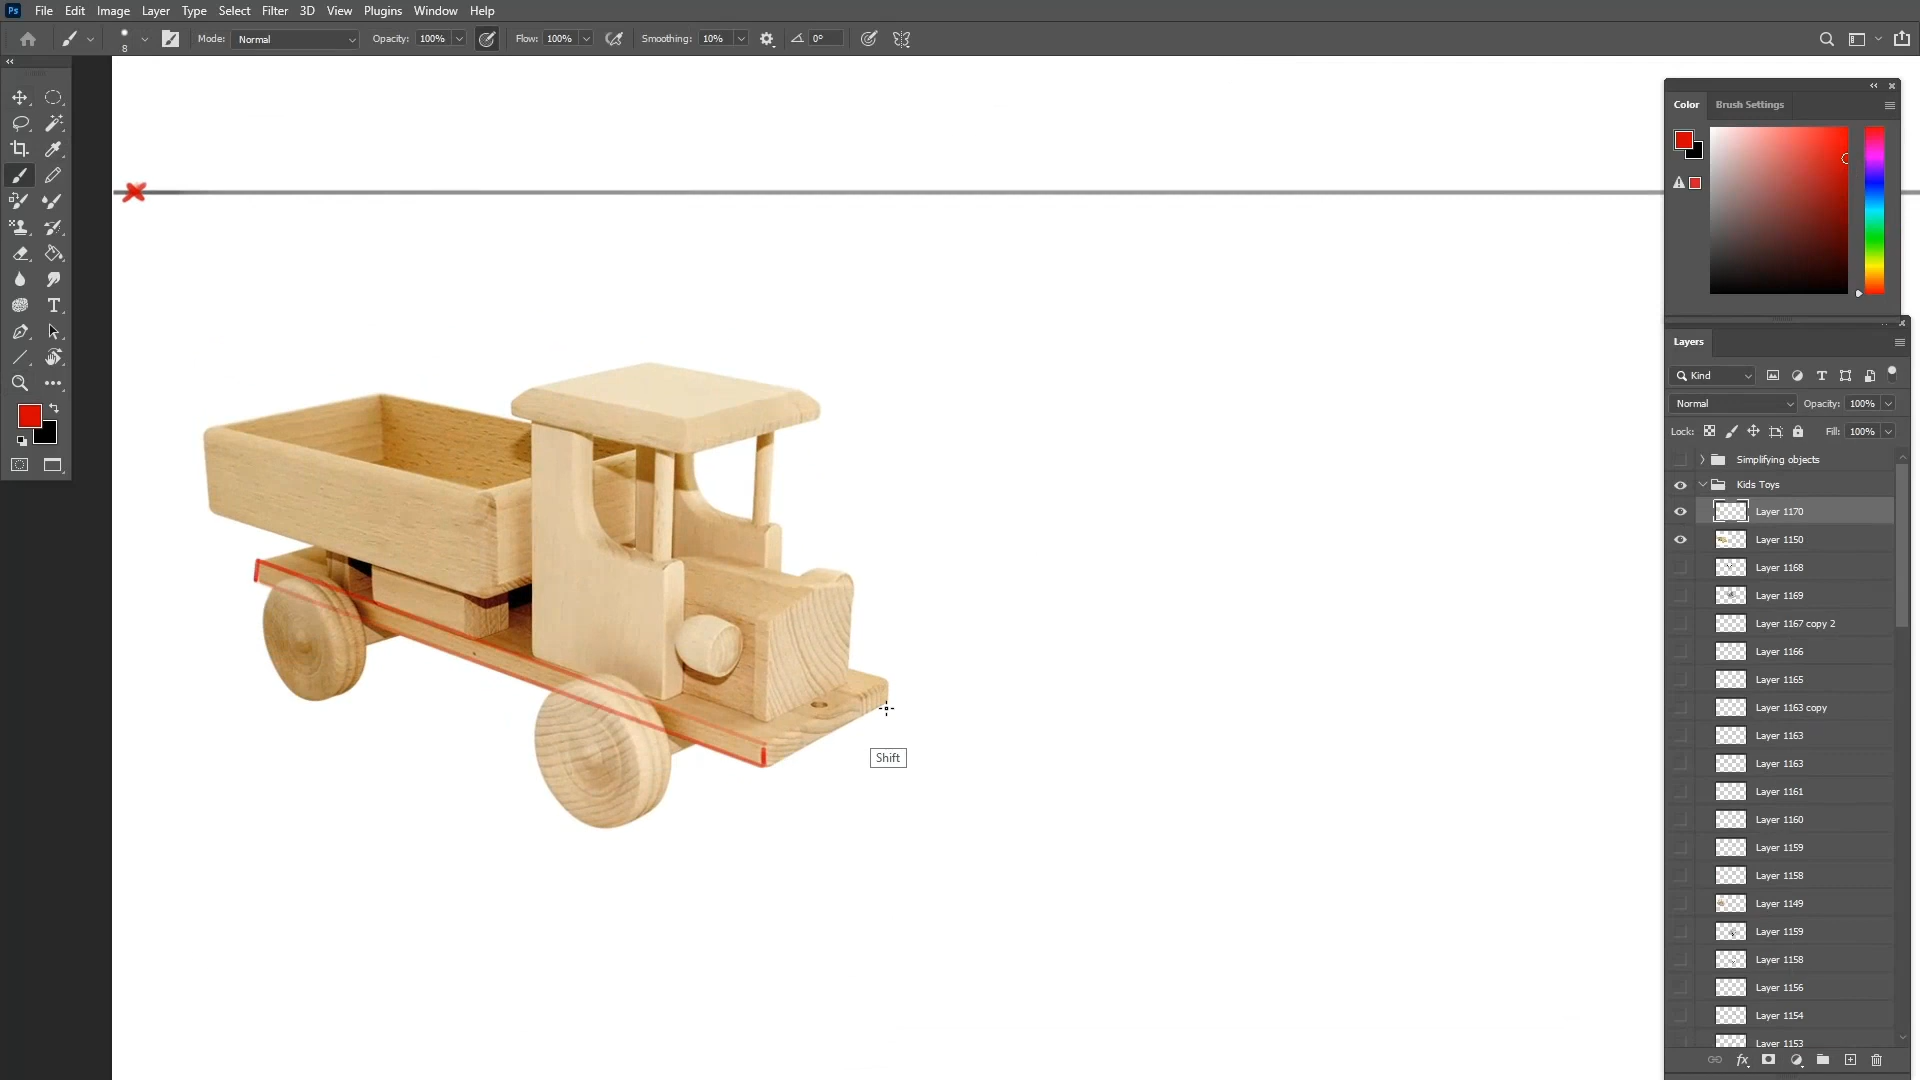 Ps File Edit Image Layer Type Select Filter 3D View Plugins Window Help
8 Mode: Normal Opacity: 100% Flow: 100% Smoothing: 10% 0°
Color Brush Settings
Layers
Kind
Normal Opacity: 100%
Lock: Fill: 100%
Simplifying objects
Kids Toys
Layer 1170
Layer 1150
Layer 1168
Layer 1169
Layer 1167 copy 2
Layer 1166
Layer 1165
Layer 1163 copy
Layer 1163
Layer 1163
Layer 1161
Layer 1160
Layer 1159
Layer 1158
Layer 1149
Layer 1159
Layer 1158
Layer 1156
Layer 1154
Layer 1153
Shift